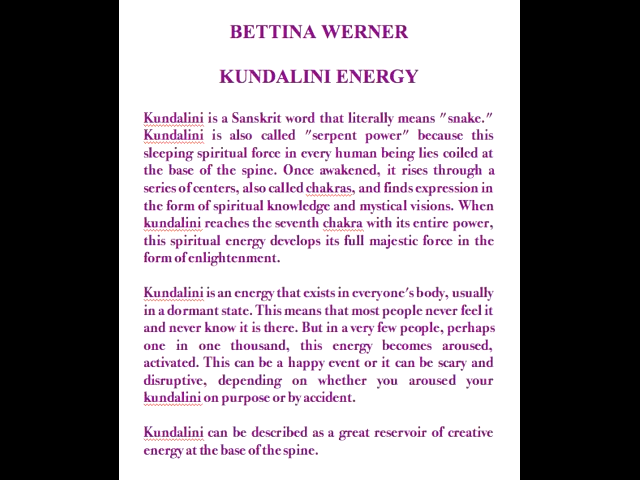 BETTINA WERNER
KUNDALINI ENERGY
Kundalini is a Sanskrit word that literally means "snake."
Kundalini is also called "serpent power" because this
sleeping spiritual force in every human being lies coiled at
the base of the spine. Once awakened, it rises through a
series of centers, also called chakras, and finds expression in
the form of spiritual knowledge and mystical visions. When
kundalini reaches the seventh chakra with its entire power,
this spiritual energy develops its full majestic force in the
form of enlightenment.
Kundalini is an energy that exists in everyone's body, usually
in a dormant state. This means that most people never feel it
and never know it is there. But in a very few people, perhaps
one in one thousand, this energy becomes aroused,
activated. This can be a happy event or it can be scary and
disruptive, depending on whether you aroused your
kundalini on purpose or by accident.
Kundalini can be described as a great reservoir of creative
energy at the base of the spine.